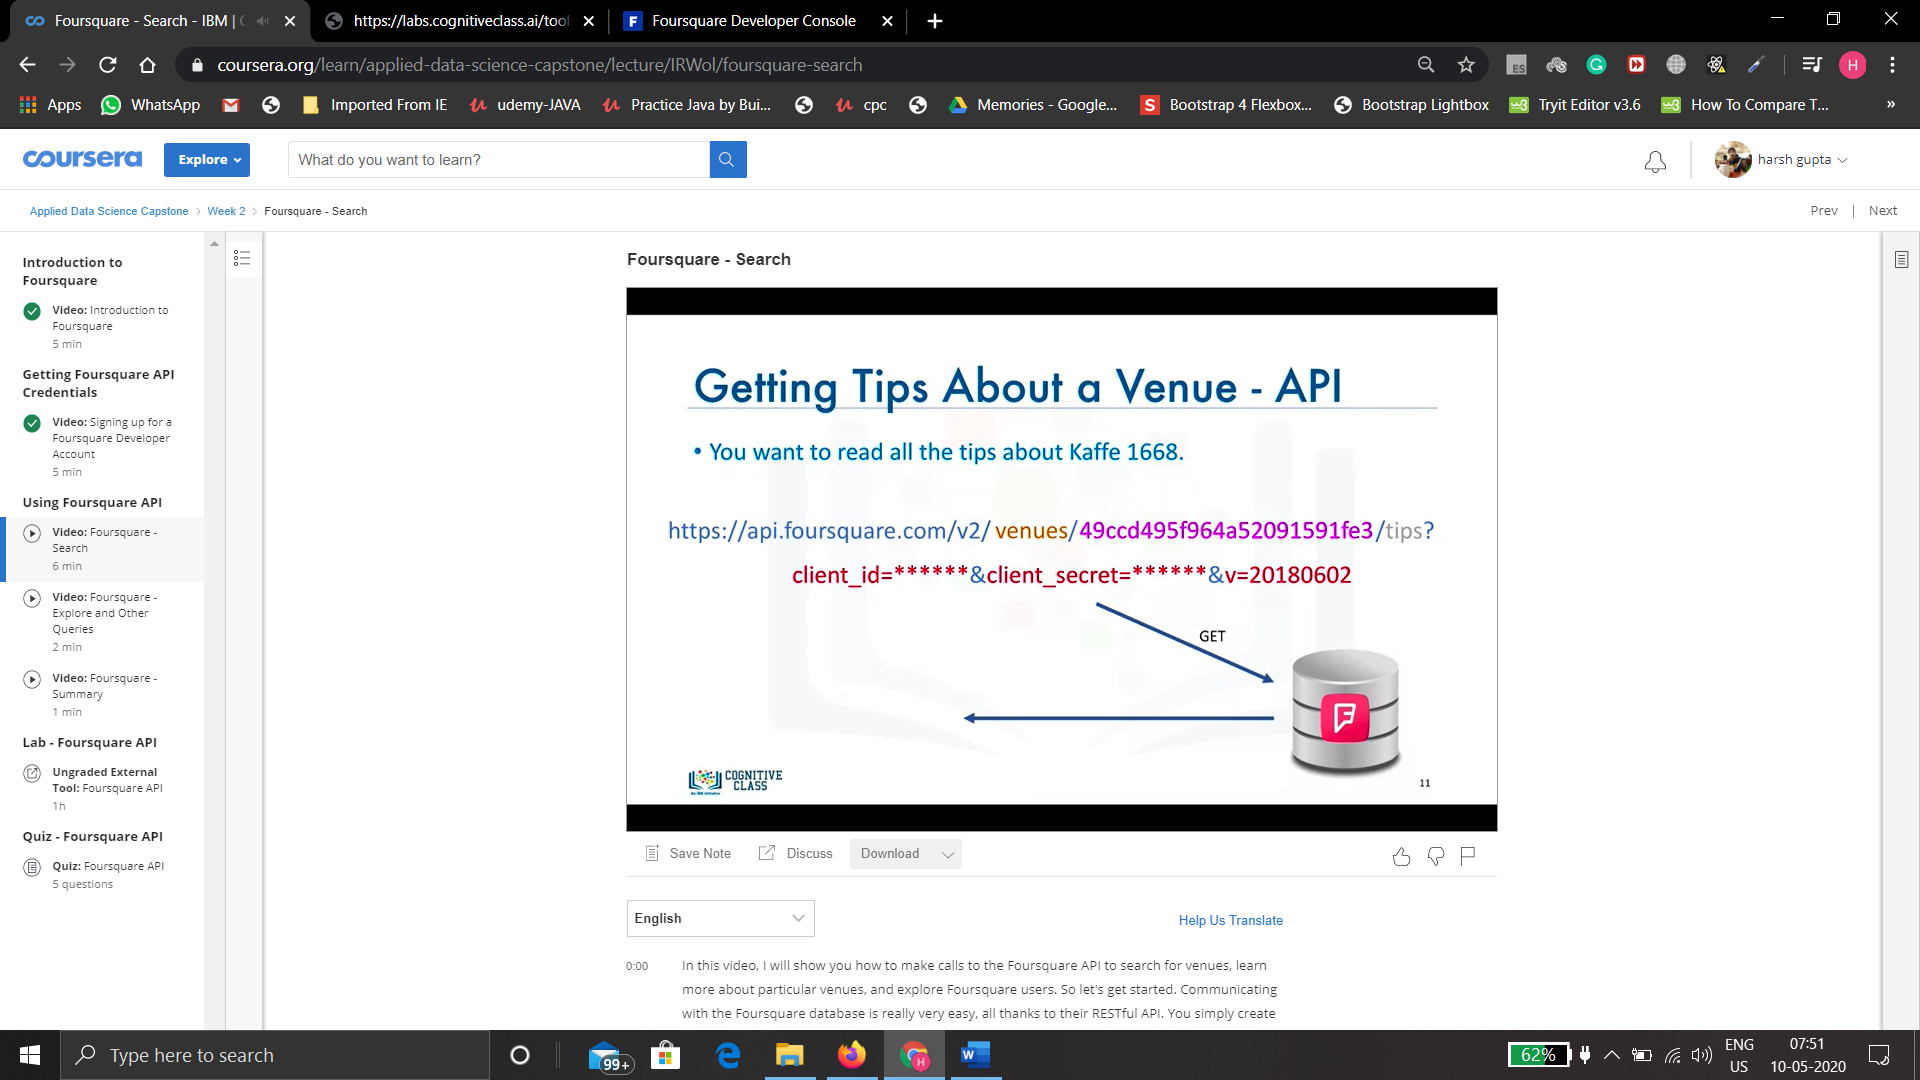 Foursquare - Search - IBM | C
https://labs.cognitiveclass.ai/tool
Foursquare Developer Console
coursera.org/learn/applied-data-science-capstone/lecture/IRWol/foursquare-search
ES
H
Apps
WhatsApp
Imported From IE
udemy-JAVA
Practice Java by Bui...
cpc
Memories - Google...
Bootstrap 4 Flexbox...
Bootstrap Lightbox
Tryit Editor v3.6
How To Compare T...
»
coursera
Explore
What do you want to learn?
harsh gupta
Applied Data Science Capstone > Week 2 > Foursquare - Search
Prev | Next
Introduction to
Foursquare
Video: Introduction to
Foursquare
5 min
Getting Foursquare API
Credentials
Video: Signing up for a
Foursquare Developer
Account
5 min
Using Foursquare API
Video: Foursquare -
Search
6 min
Video: Foursquare -
Explore and Other
Queries
2 min
Video: Foursquare -
Summary
1 min
Lab - Foursquare API
Ungraded External
Tool: Foursquare API
1h
Quiz - Foursquare API
Quiz: Foursquare API
5 questions
Foursquare - Search
Getting Tips About a Venue - API
• You want to read all the tips about Kaffe 1668.
https://api.foursquare.com/v2/venues/49ccd495f964a52091591fe3/tips?
client_id=******&client_secret=******&v=20180602
GET
COGNITIVE
CLASS
An IBM Initiative
11
Save Note
Discuss
Download
English
Help Us Translate
0:00
In this video, I will show you how to make calls to the Foursquare API to search for venues, learn
more about particular venues, and explore Foursquare users. So let's get started. Communicating
with the Foursquare database is really very easy, all thanks to their RESTful API. You simply create
Type here to search
99+
H
W
62%
ENG
US
07:51
10-05-2020